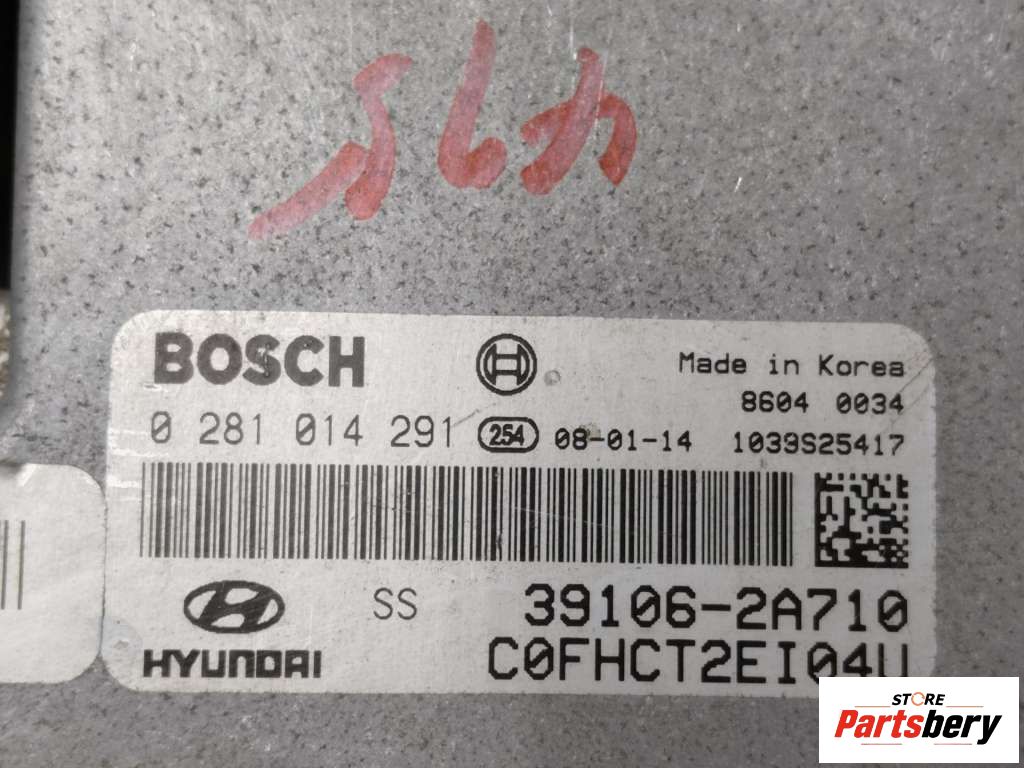 BOSCH
Made in Korea
8604 0034
0 281 014 291 254 08-01-14 1039S25417
SS 39106-2A710
HYUNDAI C0FHCT2EI04U
STORE
Partsbery